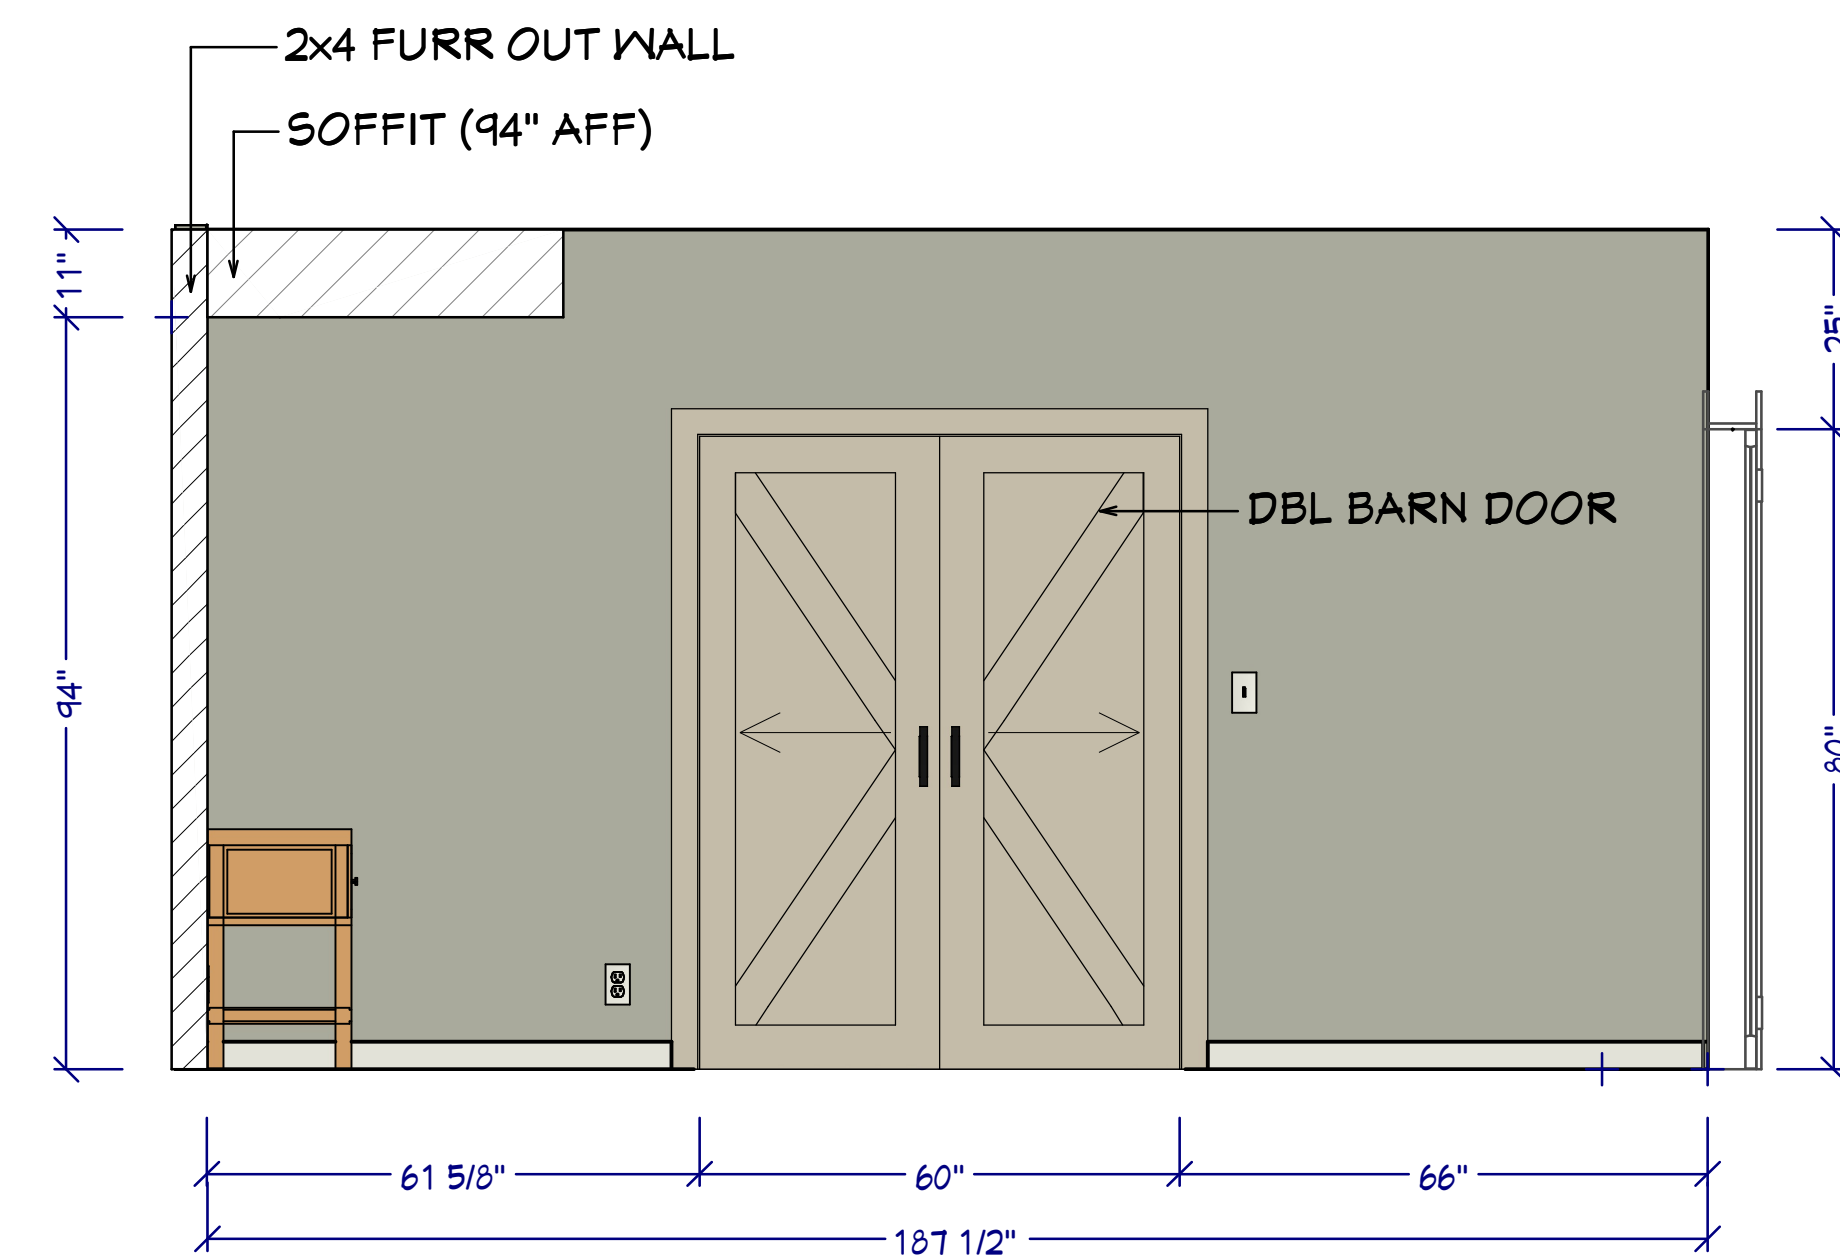 2x4 FURR OUT WALL
SOFFIT (94" AFF)
11"
25"
DBL BARN DOOR
94"
80"
61 5/8"
60"
66"
187 1/2"